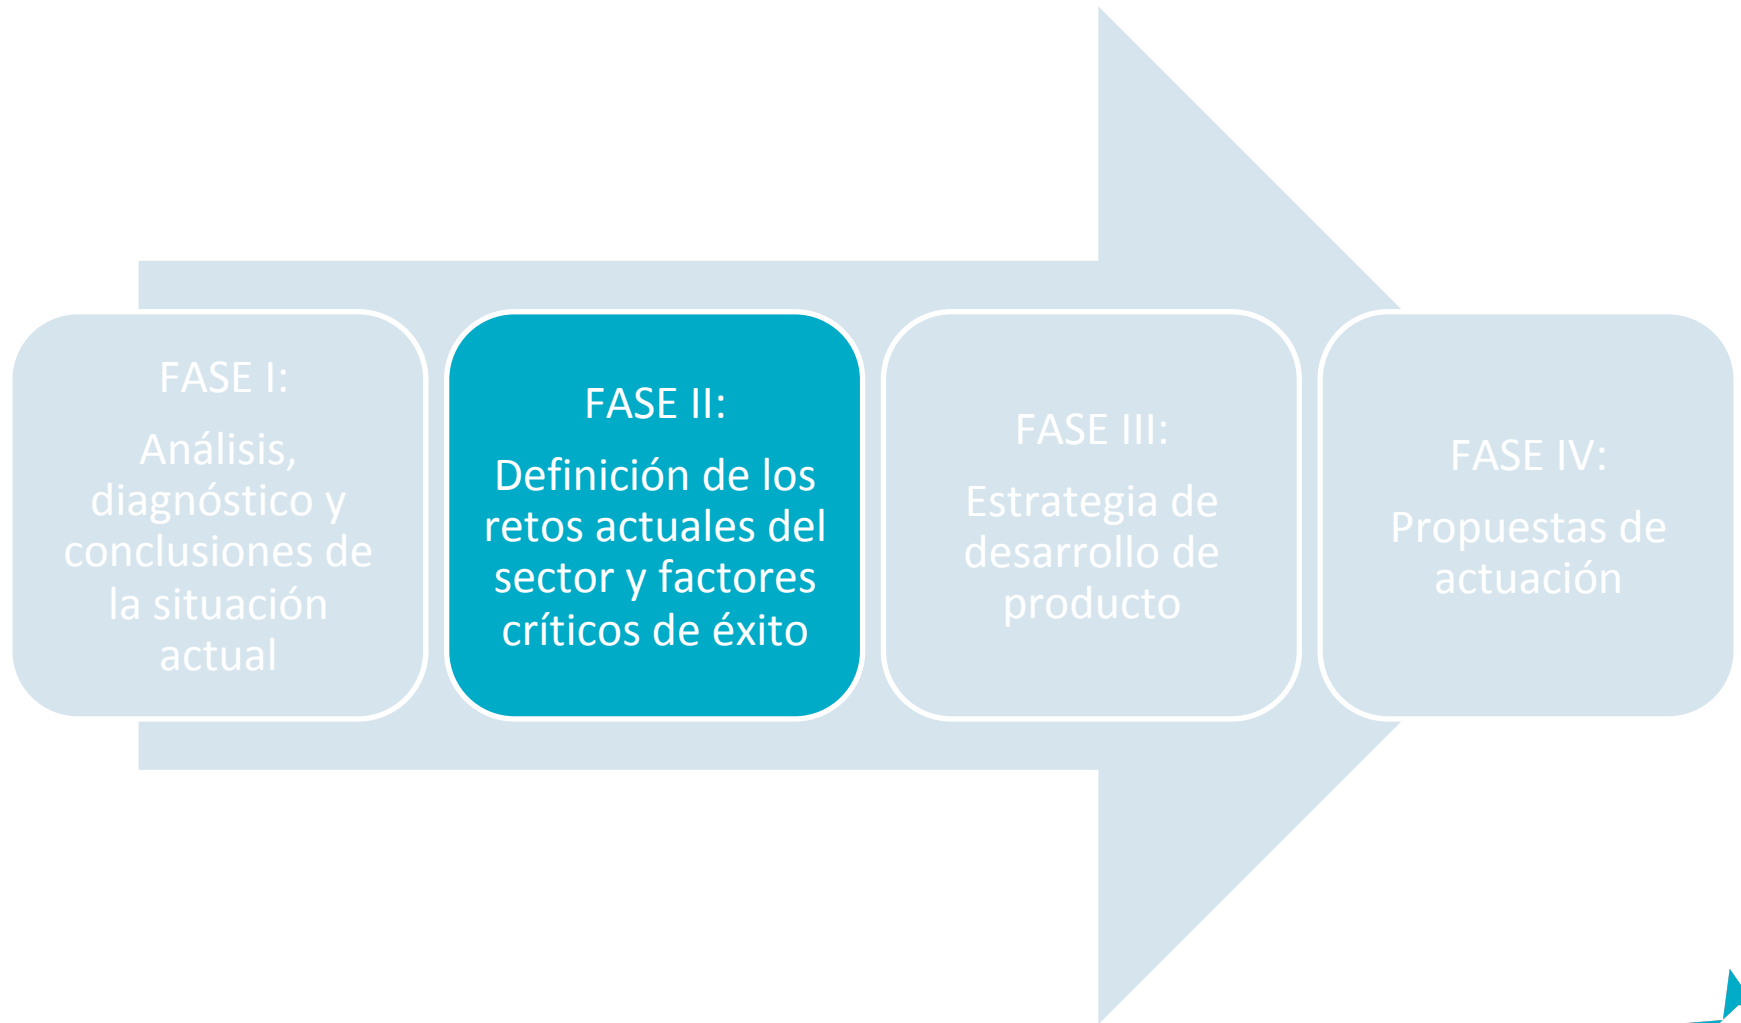 FASE I:
Análisis,
diagnóstico y
conclusiones de
la situación
actual
FASE II:
Definición de los
retos actuales del
sector y factores
críticos de éxito
FASE III:
Estrategia de
desarrollo de
producto
FASE IV:
Propuestas de
actuación